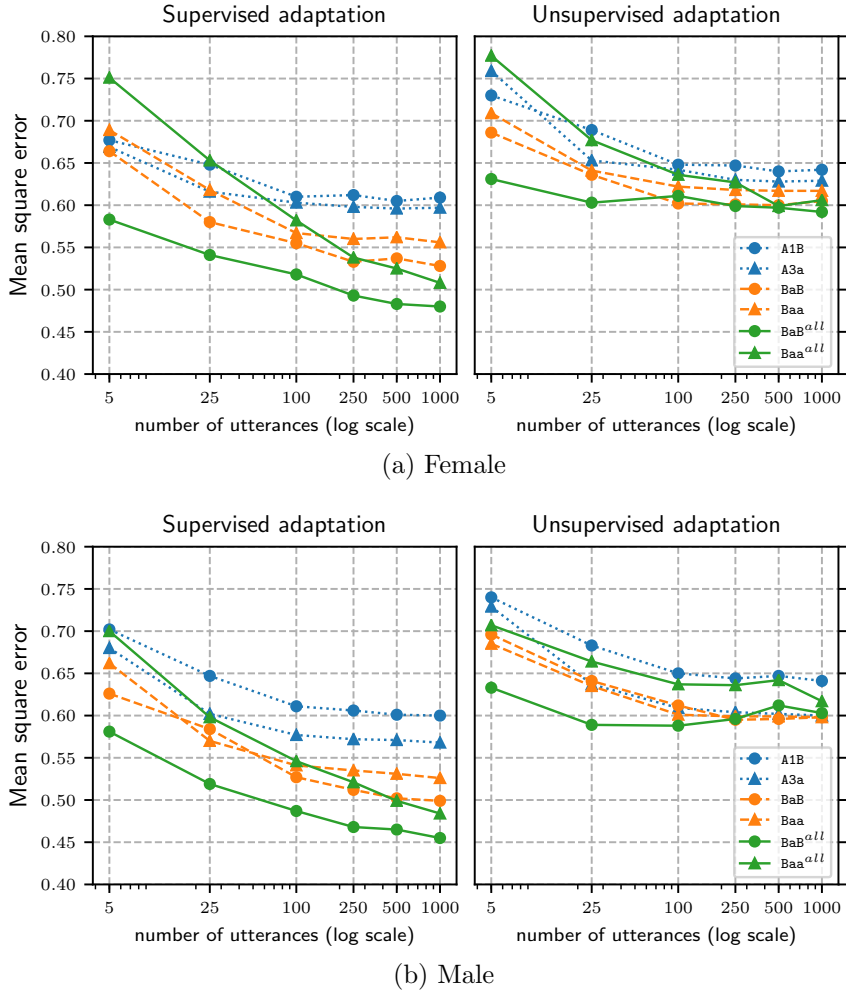 Supervised adaptation Unsupervised adaptation
0.80
0.75
0.70
0.65
0.60
0.55
0.50
0.45
0.40
Mean square error
A1B
A3a
BaB
Baa
BaB^all
Baa^all
5 25 100 250 500 1000 5 25 100 250 500 1000
number of utterances (log scale) number of utterances (log scale)
(a) Female
Supervised adaptation Unsupervised adaptation
0.80
0.75
0.70
0.65
0.60
0.55
0.50
0.45
0.40
Mean square error
A1B
A3a
BaB
Baa
BaB^all
Baa^all
5 25 100 250 500 1000 5 25 100 250 500 1000
number of utterances (log scale) number of utterances (log scale)
(b) Male